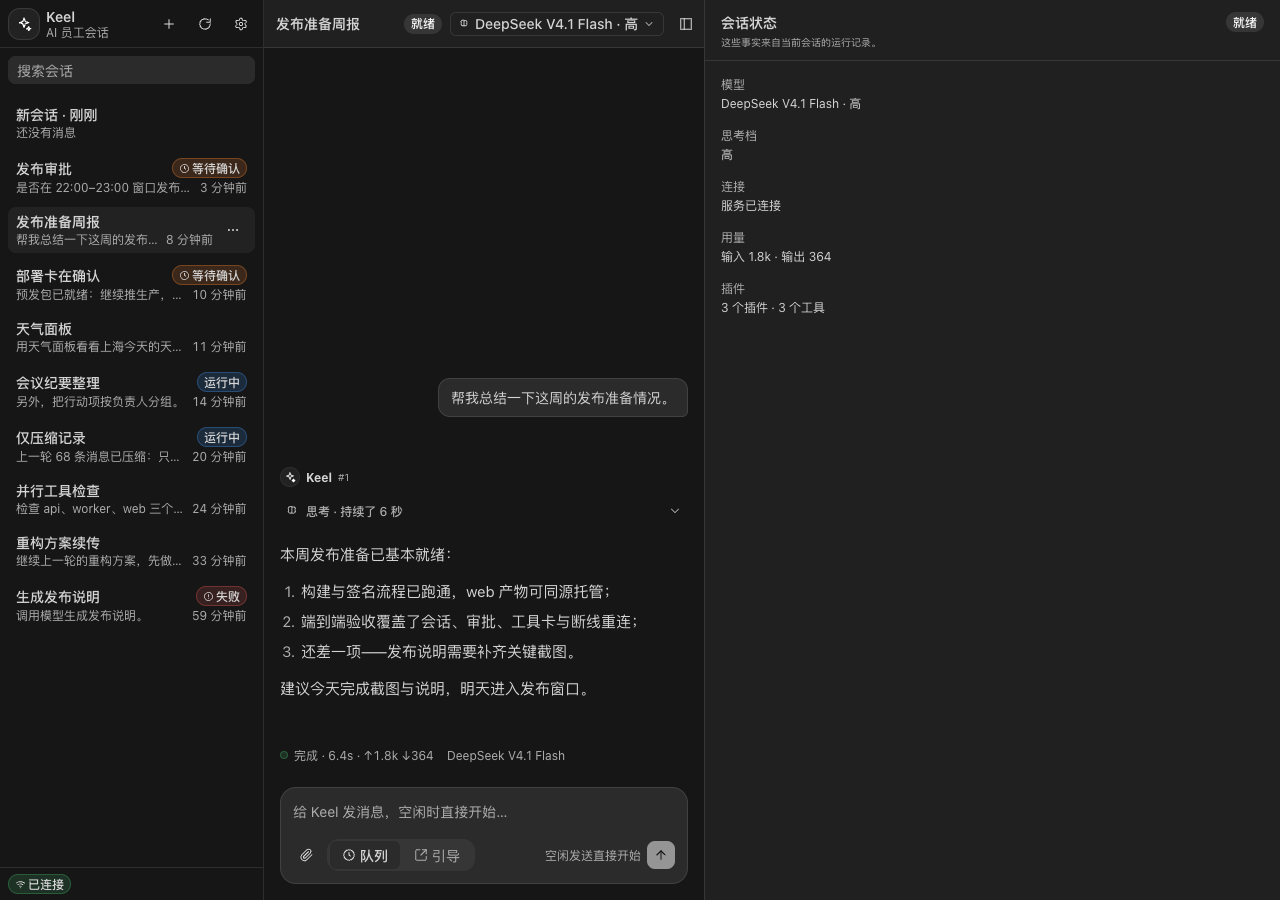 Keel
AI 员工会话
搜索会话
新会话 · 刚刚
还没有消息
发布审批
等待确认
是否在 22:00–23:00 窗口发布… 3 分钟前
发布准备周报
帮我总结一下这周的发布… 8 分钟前
部署卡在确认
等待确认
预发包已就绪：继续推生产，… 10 分钟前
天气面板
用天气面板看看上海今天的天… 11 分钟前
会议纪要整理
运行中
另外，把行动项按负责人分组。 14 分钟前
仅压缩记录
运行中
上一轮 68 条消息已压缩：只… 20 分钟前
并行工具检查
检查 api、worker、web 三个… 24 分钟前
重构方案续传
继续上一轮的重构方案，先做… 33 分钟前
生成发布说明
失败
调用模型生成发布说明。 59 分钟前
已连接
发布准备周报
就绪
DeepSeek V4.1 Flash · 高
帮我总结一下这周的发布准备情况。
Keel #1
思考 · 持续了 6 秒
本周发布准备已基本就绪：
1. 构建与签名流程已跑通，web 产物可同源托管；
2. 端到端验收覆盖了会话、审批、工具卡与断线重连；
3. 还差一项——发布说明需要补齐关键截图。
建议今天完成截图与说明，明天进入发布窗口。
完成 · 6.4s · ↑1.8k ↓364 DeepSeek V4.1 Flash
给 Keel 发消息，空闲时直接开始…
队列
引导
空闲发送直接开始
会话状态
就绪
这些事实来自当前会话的运行记录。
模型
DeepSeek V4.1 Flash · 高
思考档
高
连接
服务已连接
用量
输入 1.8k · 输出 364
插件
3 个插件 · 3 个工具